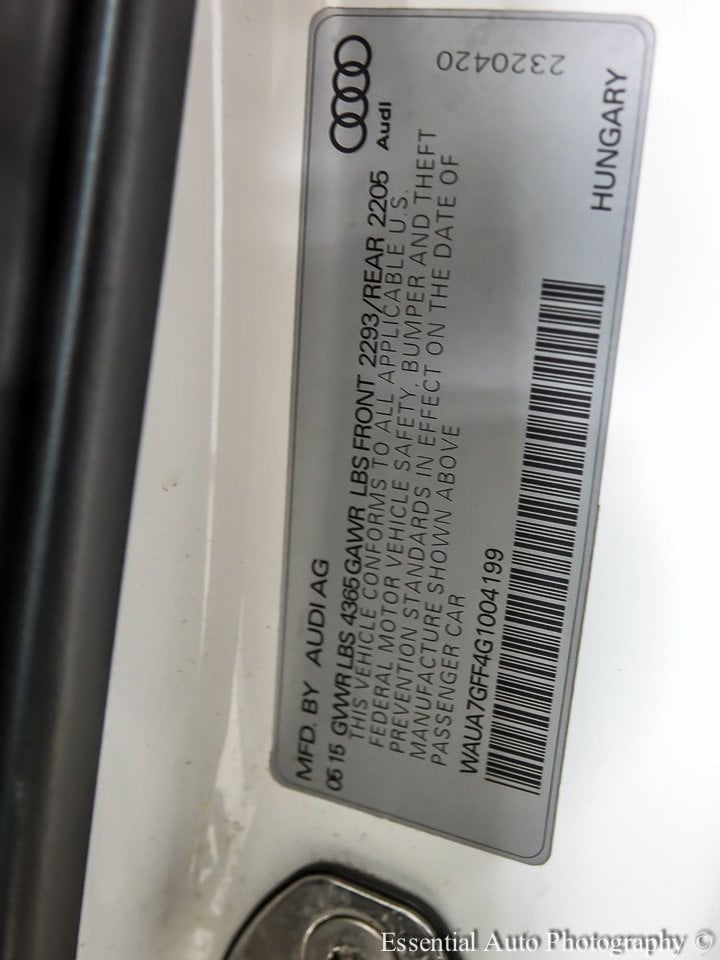 MFD. BY AUDI AG
Audi
05 15 GVWR LBS 4365 GAWR LBS FRONT 2293/REAR 2205
THIS VEHICLE CONFORMS TO ALL APPLICABLE U.S.
FEDERAL MOTOR VEHICLE SAFETY, BUMPER AND THEFT
PREVENTION STANDARDS IN EFFECT ON THE DATE OF
MANUFACTURE SHOWN ABOVE
PASSENGER CAR
WAUA7GFF4G1004199
2320420
HUNGARY
Essential Auto Photography ©